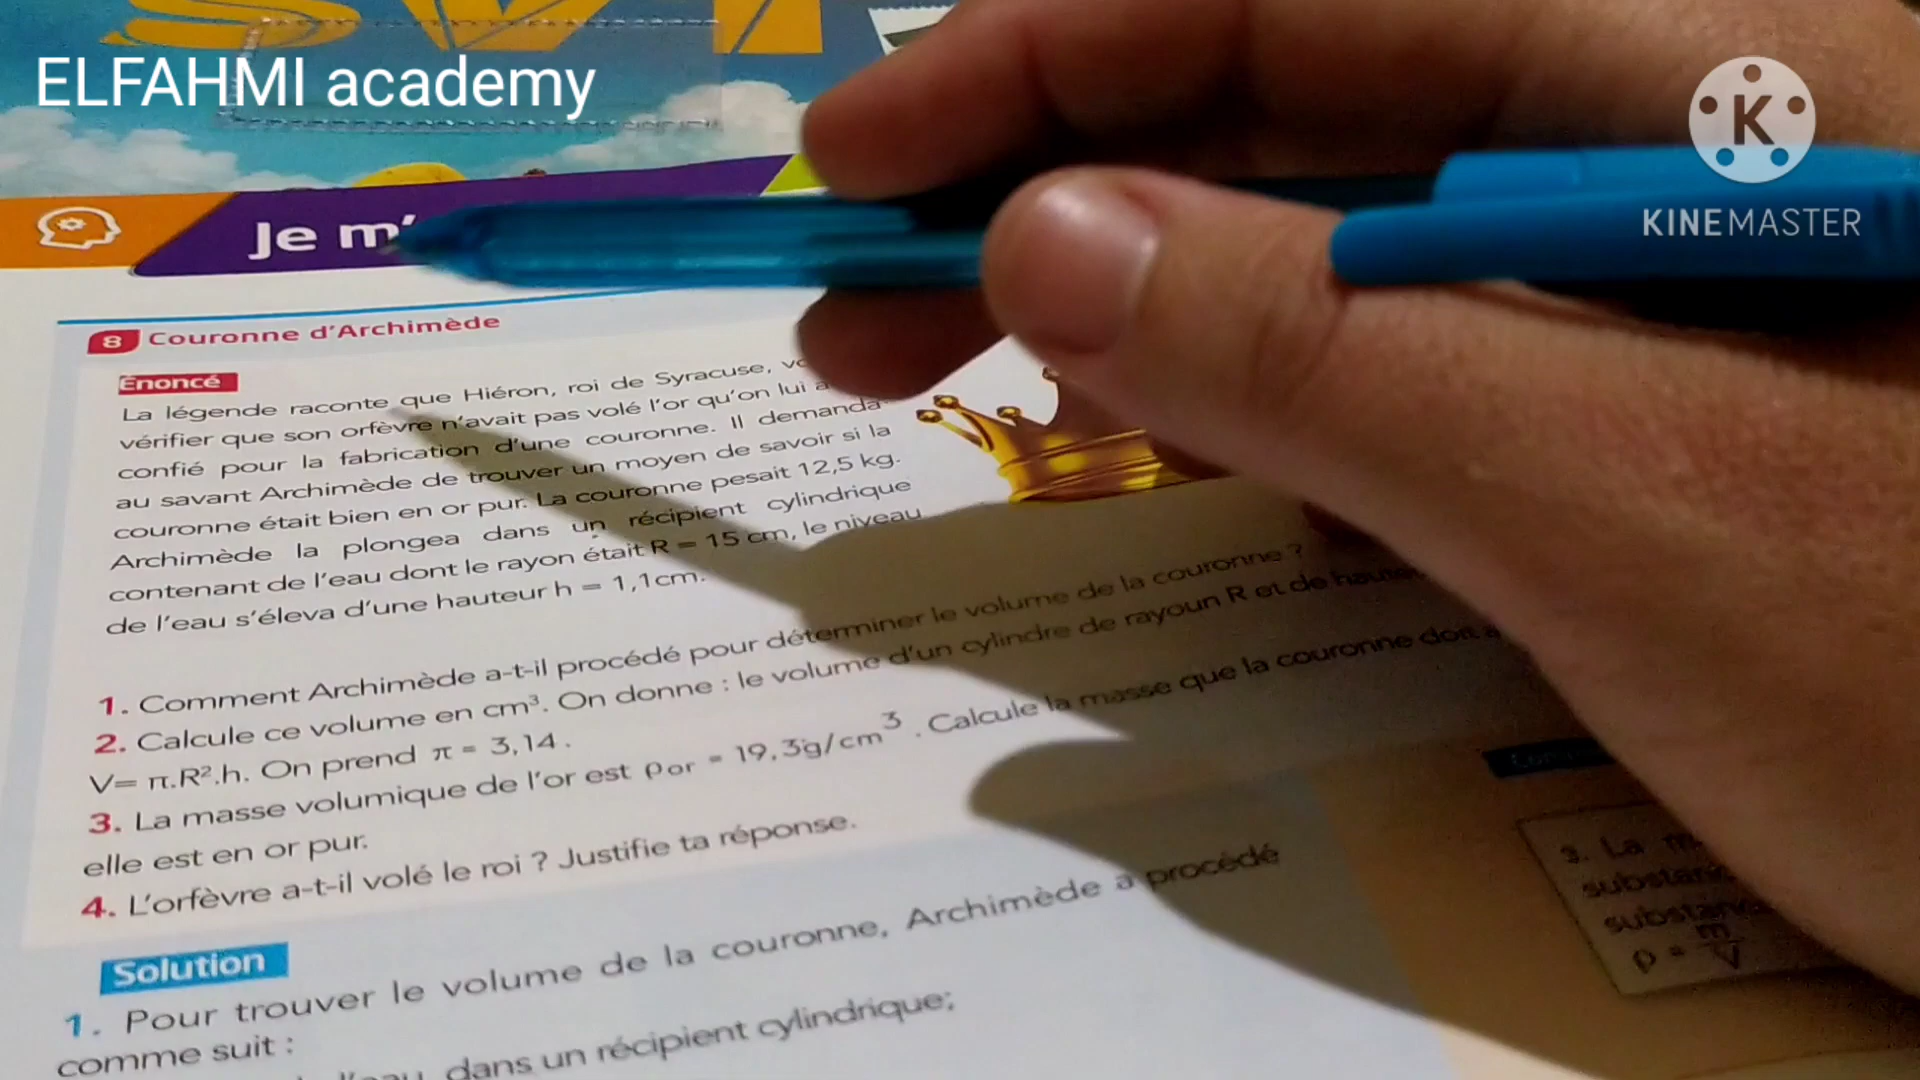 SVT
ELFAHMI academy
K
KINEMASTER
Je m'
8 Couronne d'Archimède
Énoncé
La légende raconte que Hiéron, roi de Syracuse,
vérifier que son orfèvre n'avait pas volé l'or qu'on lui a
confié pour la fabrication d'une couronne. Il demanda
au savant Archimède de trouver un moyen de savoir si la
couronne était bien en or pur. La couronne pesait 12,5 kg.
Archimède la plongea dans un récipient cylindrique
contenant de l'eau dont le rayon était R = 15 cm, le niveau
de l'eau s'éleva d'une hauteur h = 1,1cm.
1. Comment Archimède a-t-il procédé pour déterminer le volume de la couronne ?
2. Calcule ce volume en cm³. On donne : le volume d'un cylindre de rayoun R et de
V= π.R².h. On prend π = 3,14.
3. La masse volumique de l'or est ρor = 19,3g/cm³. Calcule la masse que la couronne doit
elle est en or pur.
4. L'orfèvre a-t-il volé le roi ? Justifie ta réponse.
Solution
1. Pour trouver le volume de la couronne, Archimède a procédé
comme suit :
dans un récipient cylindrique;
3. La
ρ = m/V